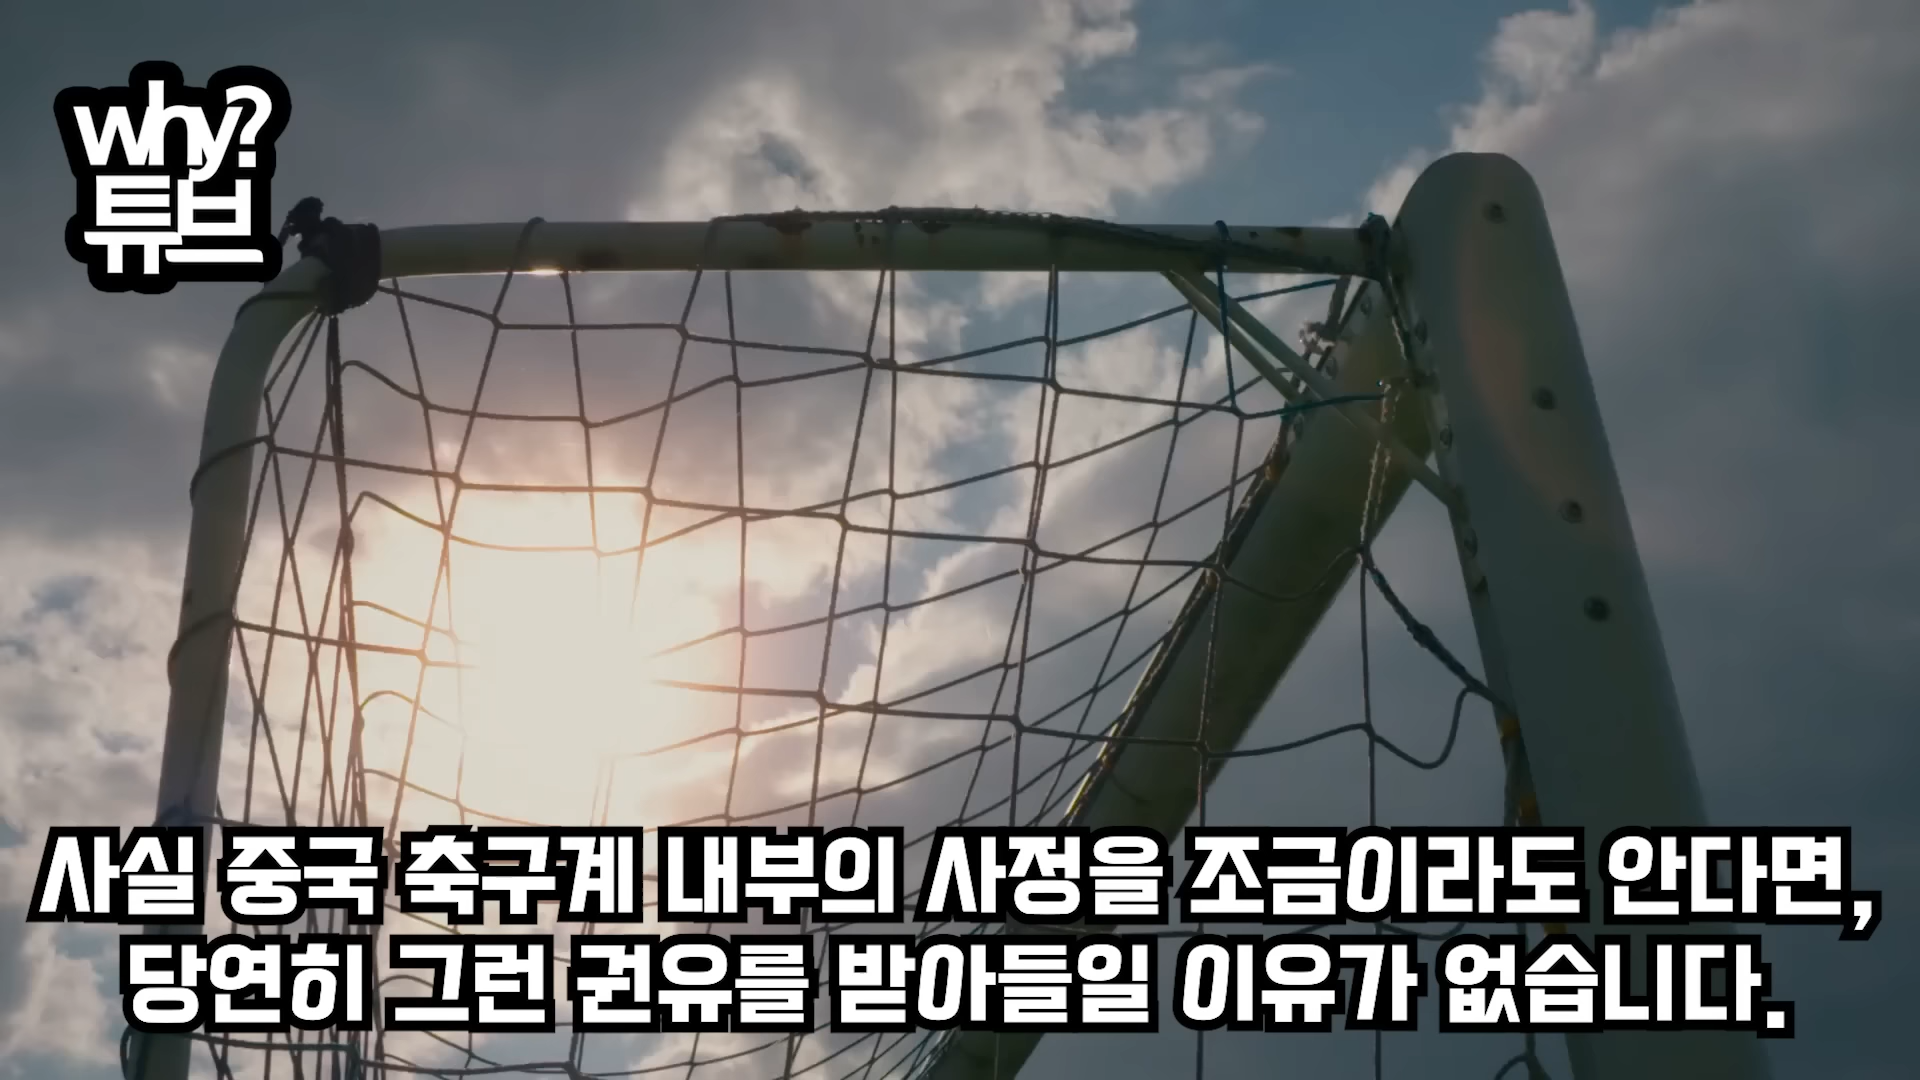 why?
튜브
사실 중국 축구계 내부의 사정을 조금이라도 안다면,
당연히 그런 권유를 받아들일 이유가 없습니다.